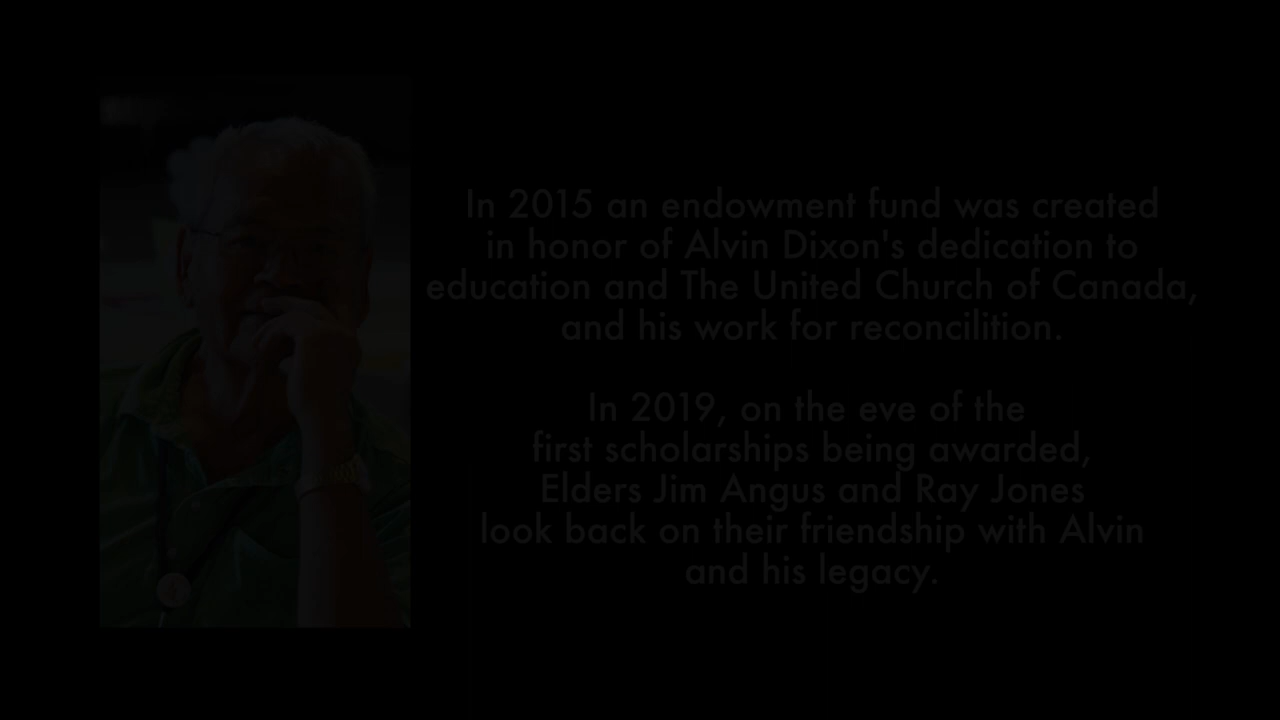 In 2015 an endowment fund was created
in honor of Alvin Dixon's dedication to
education and The United Church of Canada,
and his work for reconcilition.
In 2019, on the eve of the
first scholarships being awarded,
Elders Jim Angus and Ray Jones
look back on their friendship with Alvin
and his legacy.